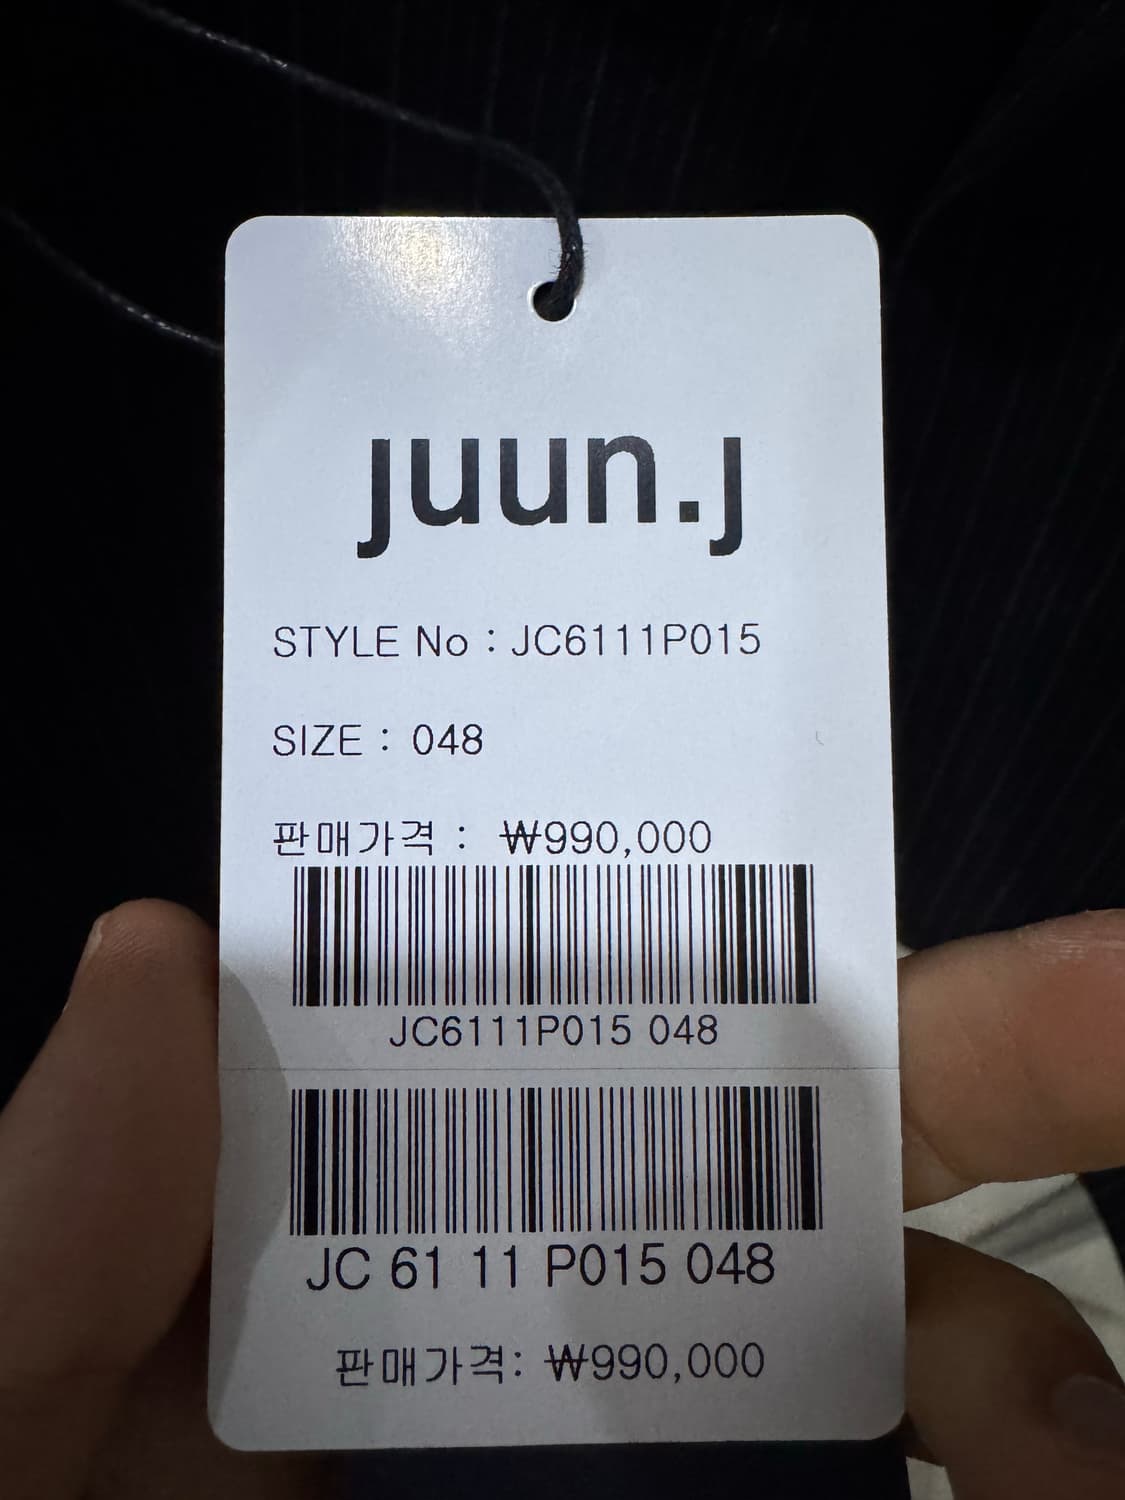 juun.j
STYLE No : JC6111P015
SIZE : 048
판매가격 : ₩990,000
JC6111P015 048
JC 61 11 P015 048
판매가격: ₩990,000